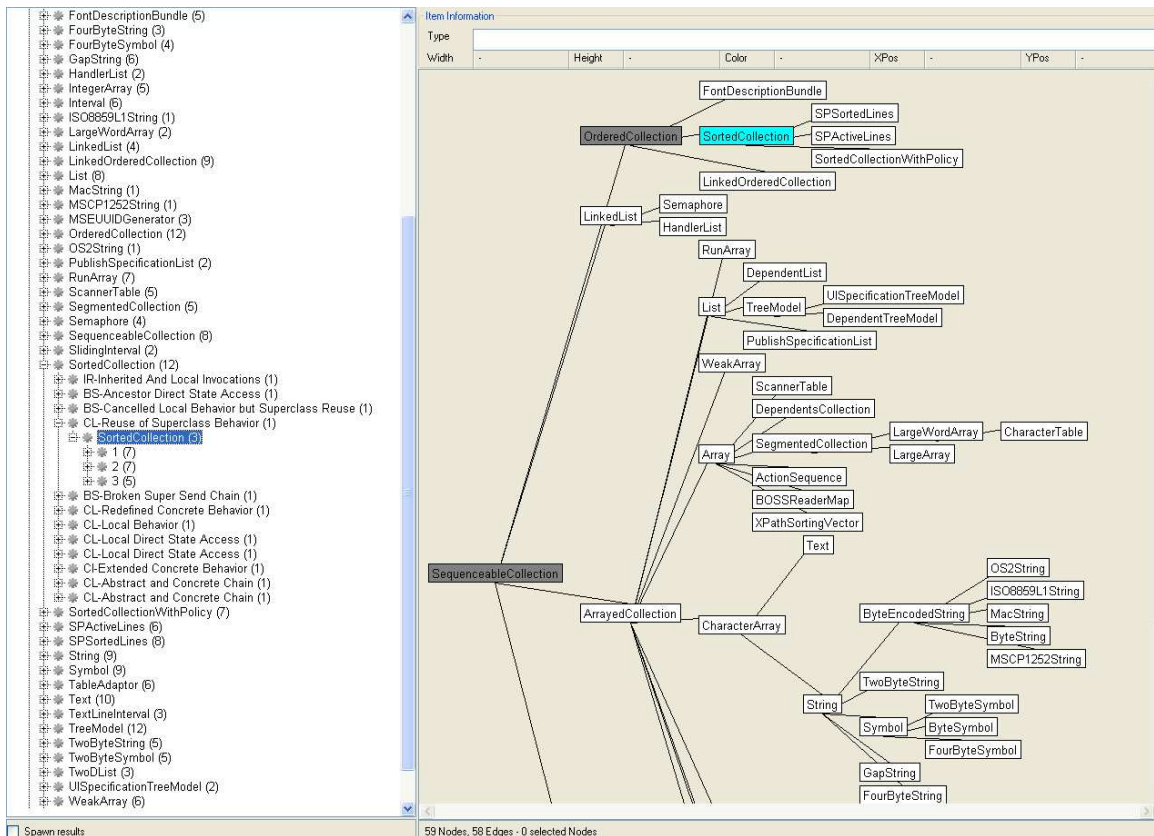 FontDescriptionBundle (5)
FourByteString (3)
FourByteSymbol (4)
GapString (6)
HandlerList (2)
IntegerArray (5)
Interval (6)
ISO8859L1String (1)
LargeWordArray (2)
LinkedList (4)
LinkedOrderedCollection (9)
List (8)
MacString (1)
MSCP1252String (1)
MSEUUIDGenerator (3)
OrderedCollection (12)
OS2String (1)
PublishSpecificationList (2)
RunArray (7)
ScannerTable (5)
SegmentedCollection (5)
Semaphore (4)
SequenceableCollection (8)
SlidingInterval (2)
SortedCollection (12)
IR-Inherited And Local Invocations (1)
BS-Ancestor Direct State Access (1)
BS-Cancelled Local Behavior but Superclass Reuse (1)
CL-Reuse of Superclass Behavior (1)
SortedCollection (3)
1 (7)
2 (7)
3 (5)
BS-Broken Super Send Chain (1)
CL-Redefined Concrete Behavior (1)
CL-Local Behavior (1)
CL-Local Direct State Access (1)
CL-Local Direct State Access (1)
CI-Extended Concrete Behavior (1)
CL-Abstract and Concrete Chain (1)
CL-Abstract and Concrete Chain (1)
SortedCollectionWithPolicy (7)
SPActiveLines (6)
SPSortedLines (8)
String (9)
Symbol (9)
TableAdaptor (6)
Text (10)
TextLineInterval (3)
TreeModel (12)
TwoByteString (5)
TwoByteSymbol (5)
TwoDList (3)
UISpecificationTreeModel (2)
WeakArray (6)
Spawn results
Item Information
Type
Width - Height - Color - XPos - YPos -
FontDescriptionBundle
SPSortedLines
OrderedCollection SortedCollection SPActiveLines
SortedCollectionWithPolicy
LinkedOrderedCollection
Semaphore
LinkedList
HandlerList
RunArray
DependentList
UISpecificationTreeModel
List TreeModel
DependentTreeModel
PublishSpecificationList
WeakArray
ScannerTable
DependentsCollection
LargeWordArray CharacterTable
SegmentedCollection
Array LargeArray
ActionSequence
BOSSReaderMap
XPathSortingVector
Text
OS2String
SequenceableCollection
ISO8859L1String
ArrayedCollection ByteEncodedString MacString
CharacterArray
ByteString
MSCP1252String
TwoByteString
String TwoByteSymbol
Symbol ByteSymbol
FourByteSymbol
GapString
FourByteString
59 Nodes, 58 Edges - 0 selected Nodes